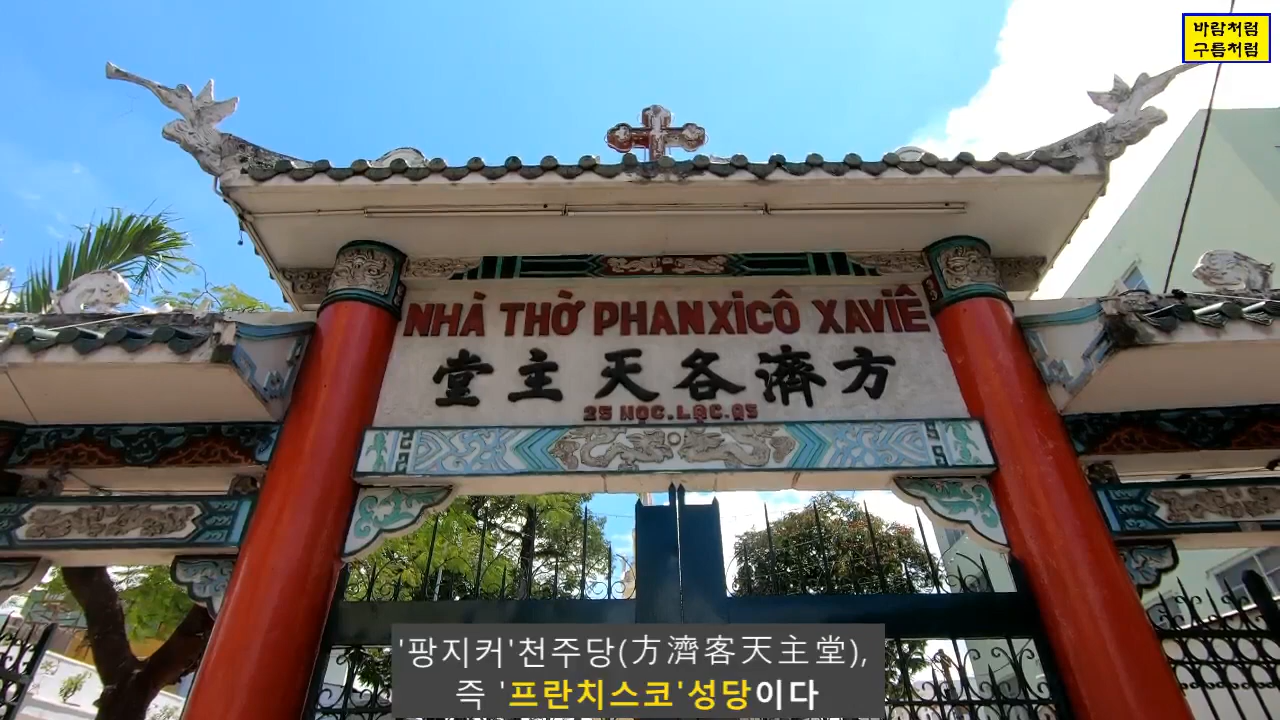 바람처럼
구름처럼
NHÀ THỜ PHANXiCÔ XAViÊ
方濟各天主堂
25 HỌC.LẠC.Q5
'팡지커'천주당(方濟客天主堂),
즉 '프란치스코'성당이다